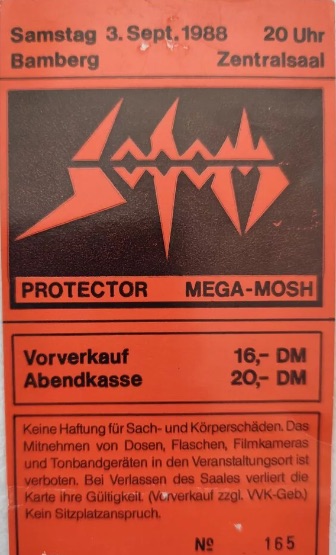 Samstag 3. Sept. 1988 20 Uhr
Bamberg Zentralsaal
Sodom
PROTECTOR MEGA-MOSH
Vorverkauf 16,- DM
Abendkasse 20,- DM
Keine Haftung für Sach- und Körperschäden. Das
Mitnehmen von Dosen, Flaschen, Filmkameras
und Tonbandgeräten in den Veranstaltungsort ist
verboten. Bei Verlassen des Saales verliert die
Karte ihre Gültigkeit. (Vorverkauf zzgl. VVK-Geb.)
Kein Sitzplatzanspruch.
№ 165